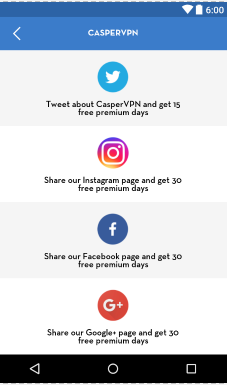 6:00
CASPERVPN
Tweet about CasperVPN and get 15
free premium days
Share our Instagram page and get 30
free premium days
f
Share our Facebook page and get 30
free premium days
G+
Share our Google+ page and get 30
free premium days